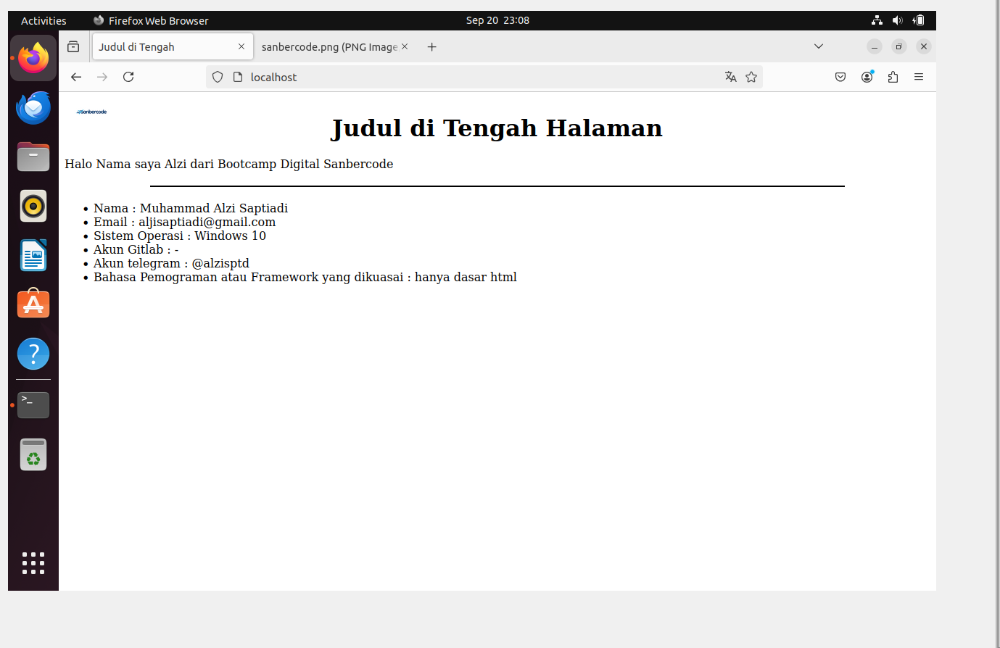 Activities
Firefox Web Browser
Sep 20 23:08
Judul di Tengah
sanbercode.png (PNG Image
localhost
Sanbercode
Judul di Tengah Halaman
Halo Nama saya Alzi dari Bootcamp Digital Sanbercode
Nama : Muhammad Alzi Saptiadi
Email : aljisaptiadi@gmail.com
Sistem Operasi : Windows 10
Akun Gitlab : -
Akun telegram : @alzisptd
Bahasa Pemograman atau Framework yang dikuasai : hanya dasar html